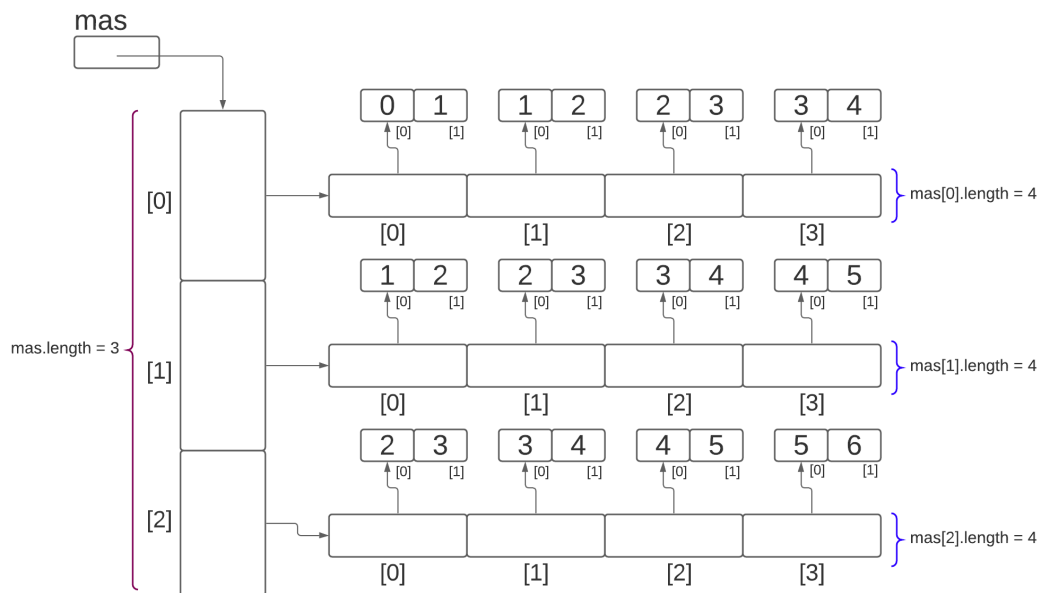 mas
0 1 1 2 2 3 3 4
[0] [1] [0] [1] [0] [1] [0] [1]
[0]
mas[0].length = 4
[0] [1] [2] [3]
1 2 2 3 3 4 4 5
[0] [1] [0] [1] [0] [1] [0] [1]
mas.length = 3
[1]
mas[1].length = 4
[0] [1] [2] [3]
2 3 3 4 4 5 5 6
[0] [1] [0] [1] [0] [1] [0] [1]
[2]
mas[2].length = 4
[0] [1] [2] [3]